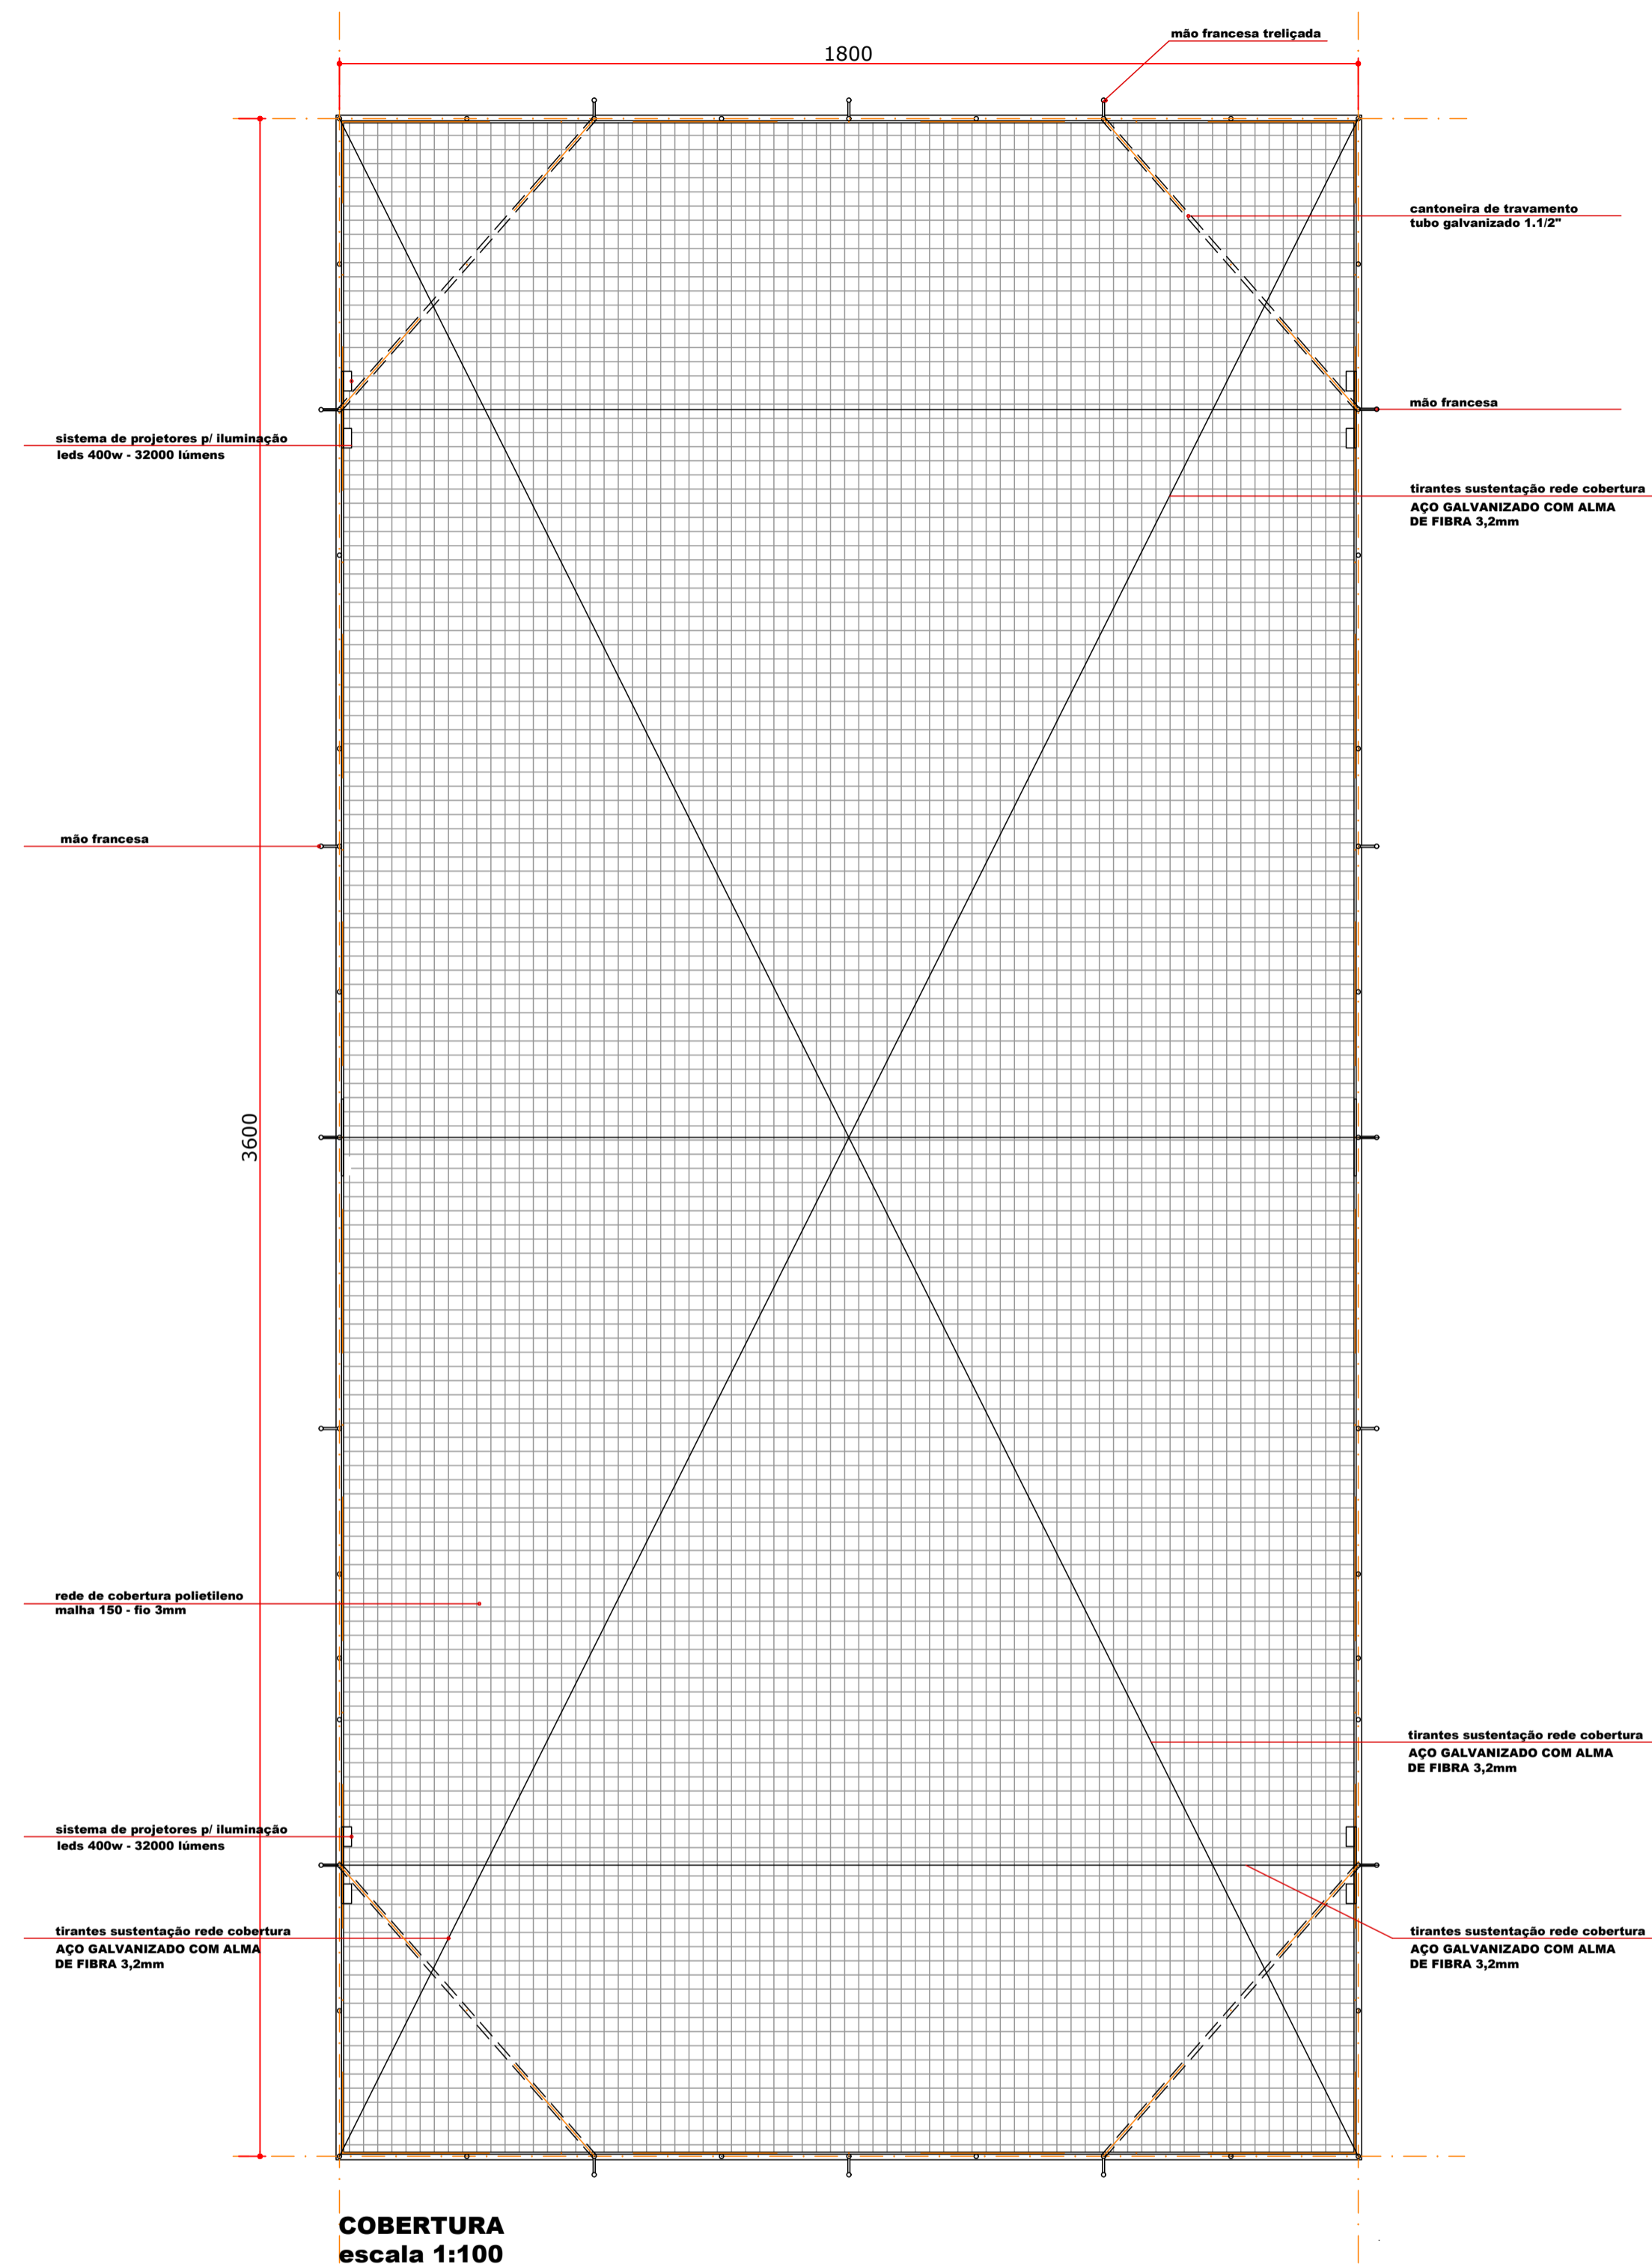 mão francesa treliçada
1800
cantoneira de travamento
tubo galvanizado 1.1/2"
mão francesa
sistema de projetores p/ iluminação
leds 400w - 32000 lúmens
tirantes sustentação rede cobertura
AÇO GALVANIZADO COM ALMA
DE FIBRA 3,2mm
mão francesa
3600
rede de cobertura polietileno
malha 150 - fio 3mm
tirantes sustentação rede cobertura
AÇO GALVANIZADO COM ALMA
DE FIBRA 3,2mm
sistema de projetores p/ iluminação
leds 400w - 32000 lúmens
tirantes sustentação rede cobertura
AÇO GALVANIZADO COM ALMA
DE FIBRA 3,2mm
tirantes sustentação rede cobertura
AÇO GALVANIZADO COM ALMA
DE FIBRA 3,2mm
COBERTURA
escala 1:100